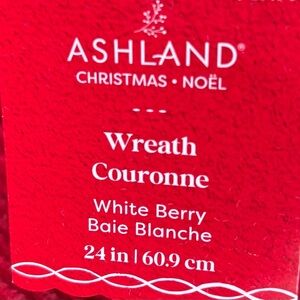 ASHLAND®
CHRISTMAS • NOËL
Wreath
Couronne
White Berry
Baie Blanche
24 in | 60.9 cm